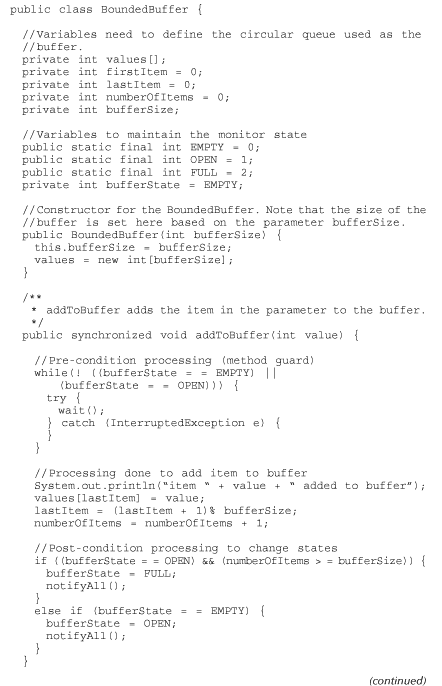 public class BoundedBuffer {
//Variables need to define the circular queue used as the
//buffer.
private int values[];
private int firstItem = 0;
private int lastItem = 0;
private int numberOfItems = 0;
private int bufferSize;
//Variables to maintain the monitor state
public static final int EMPTY = 0;
public static final int OPEN = 1;
public static final int FULL = 2;
private int bufferState = EMPTY;
//Constructor for the BoundedBuffer. Note that the size of the
//buffer is set here based on the parameter bufferSize.
public BoundedBuffer(int bufferSize) {
this.bufferSize = bufferSize;
values = new int[bufferSize];
}
/**
* addToBuffer adds the item in the parameter to the buffer.
*/
public synchronized void addToBuffer(int value) {
//Pre-condition processing (method guard)
while(! ((bufferState = = EMPTY) ||
(bufferState = = OPEN))) {
try {
wait();
} catch (InterruptedException e) {
}
}
//Processing done to add item to buffer
System.out.println(“item “ + value + “ added to buffer”);
values[lastItem] = value;
lastItem = (lastItem + 1)% bufferSize;
numberOfItems = numberOfItems + 1;
//Post-condition processing to change states
if ((bufferState = = OPEN) && (numberOfItems > = bufferSize)) {
bufferState = FULL;
notifyAll();
}
else if (bufferState = = EMPTY) {
bufferState = OPEN;
notifyAll();
}
}
(continued)